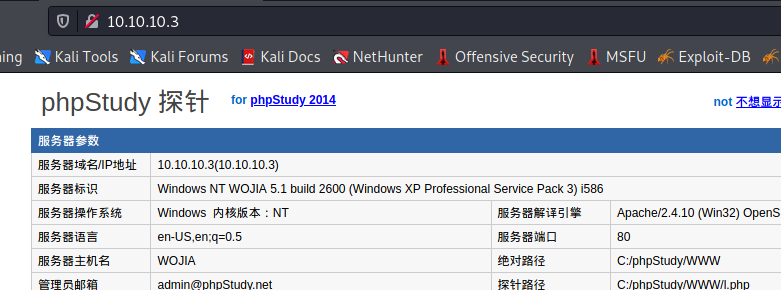 10.10.10.3
ning Kali Tools Kali Forums Kali Docs NetHunter Offensive Security MSFU Exploit-DB
phpStudy 探针 for phpStudy 2014 not 不想显示
服务器参数
服务器域名/IP地址 10.10.10.3(10.10.10.3)
服务器标识 Windows NT WOJIA 5.1 build 2600 (Windows XP Professional Service Pack 3) i586
服务器操作系统 Windows 内核版本：NT 服务器解译引擎 Apache/2.4.10 (Win32) OpenS
服务器语言 en-US,en;q=0.5 服务器端口 80
服务器主机名 WOJIA 绝对路径 C:/phpStudy/WWW
管理员邮箱 admin@phpStudy.net 探针路径 C:/phpStudy/WWW/l.php